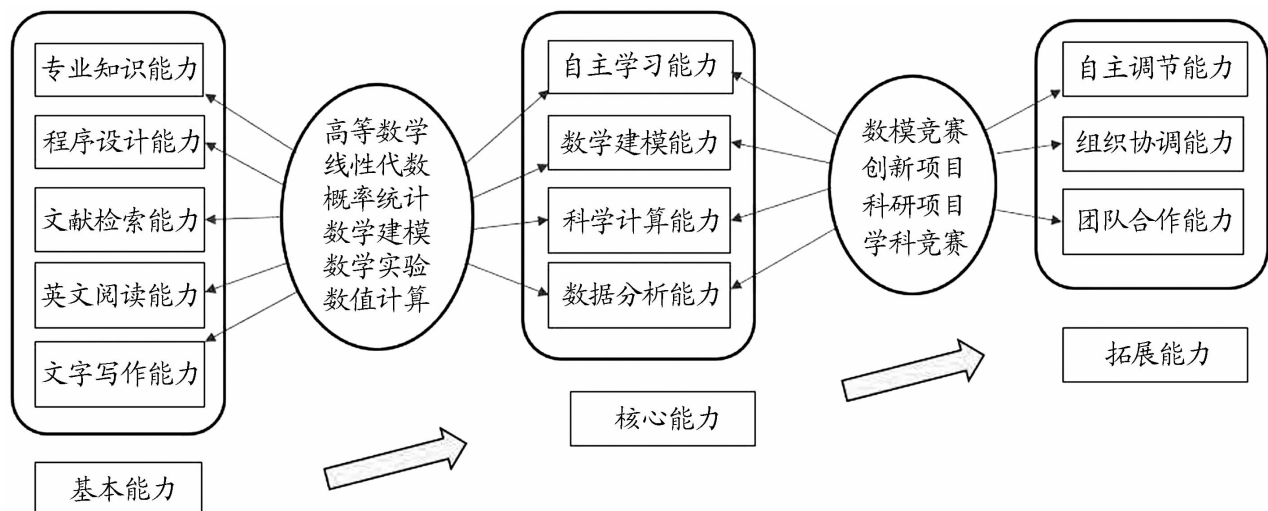 专业知识能力
程序设计能力
文献检索能力
英文阅读能力
文字写作能力
基本能力
高等数学
线性代数
概率统计
数学建模
数学实验
数值计算
自主学习能力
数学建模能力
科学计算能力
数据分析能力
核心能力
数模竞赛
创新项目
科研项目
学科竞赛
自主调节能力
组织协调能力
团队合作能力
拓展能力